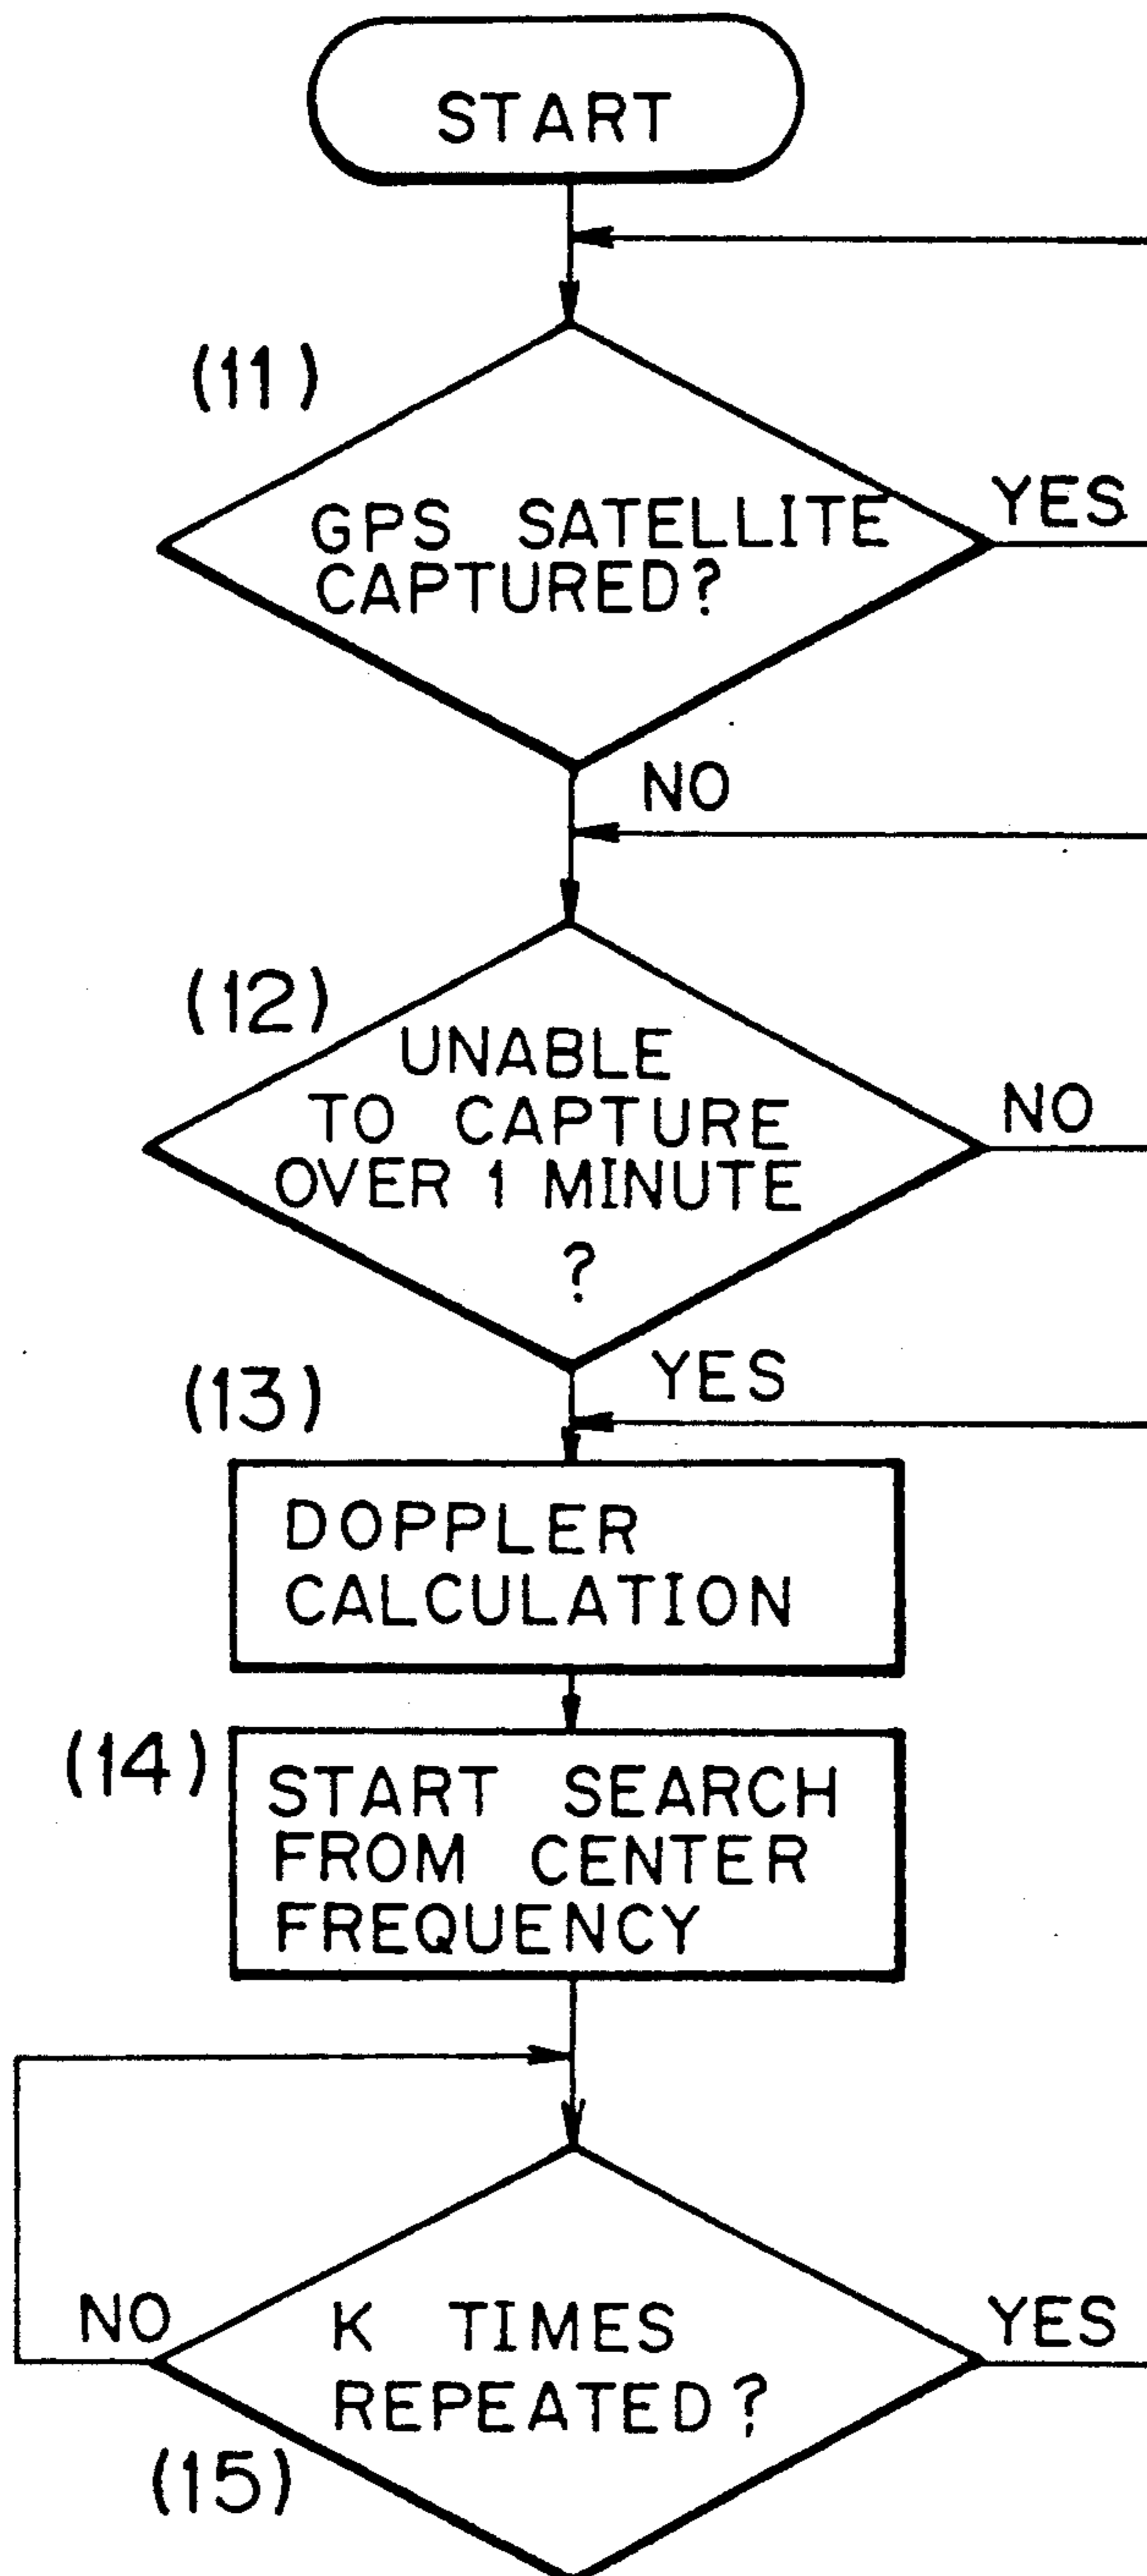 START
(11)
GPS SATELLITE
CAPTURED?
YES
NO
(12)
UNABLE
TO CAPTURE
OVER 1 MINUTE
?
NO
YES
(13)
DOPPLER
CALCULATION
(14)
START SEARCH
FROM CENTER
FREQUENCY
NO
K TIMES
REPEATED?
YES
(15)